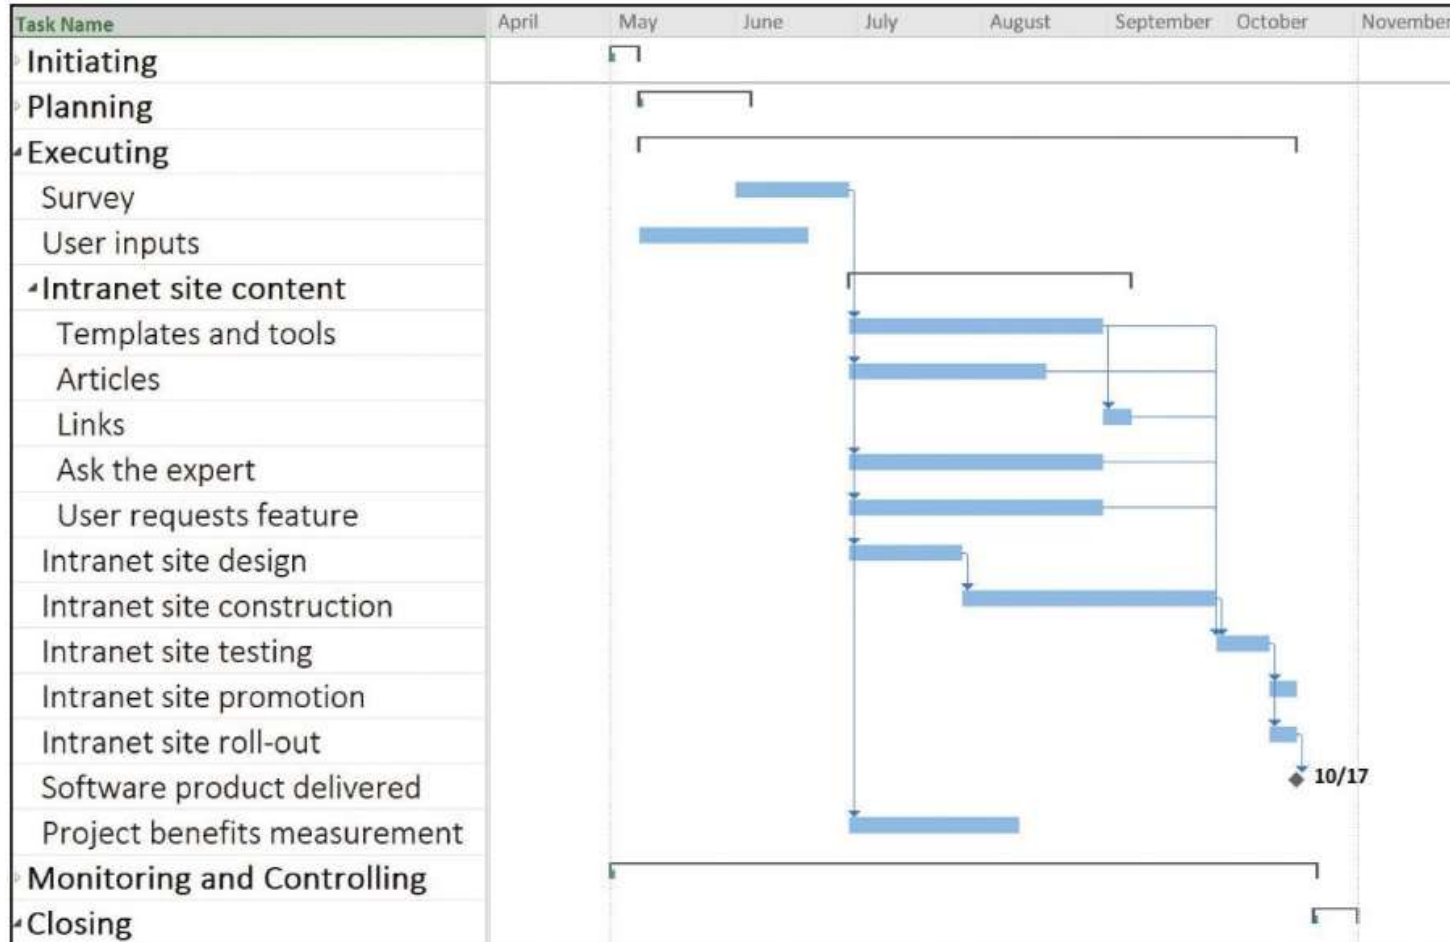 Task Name April May June July August September October November
Initiating
Planning
Executing
Survey
User inputs
Intranet site content
Templates and tools
Articles
Links
Ask the expert
User requests feature
Intranet site design
Intranet site construction
Intranet site testing
Intranet site promotion
Intranet site roll-out
Software product delivered 10/17
Project benefits measurement
Monitoring and Controlling
Closing